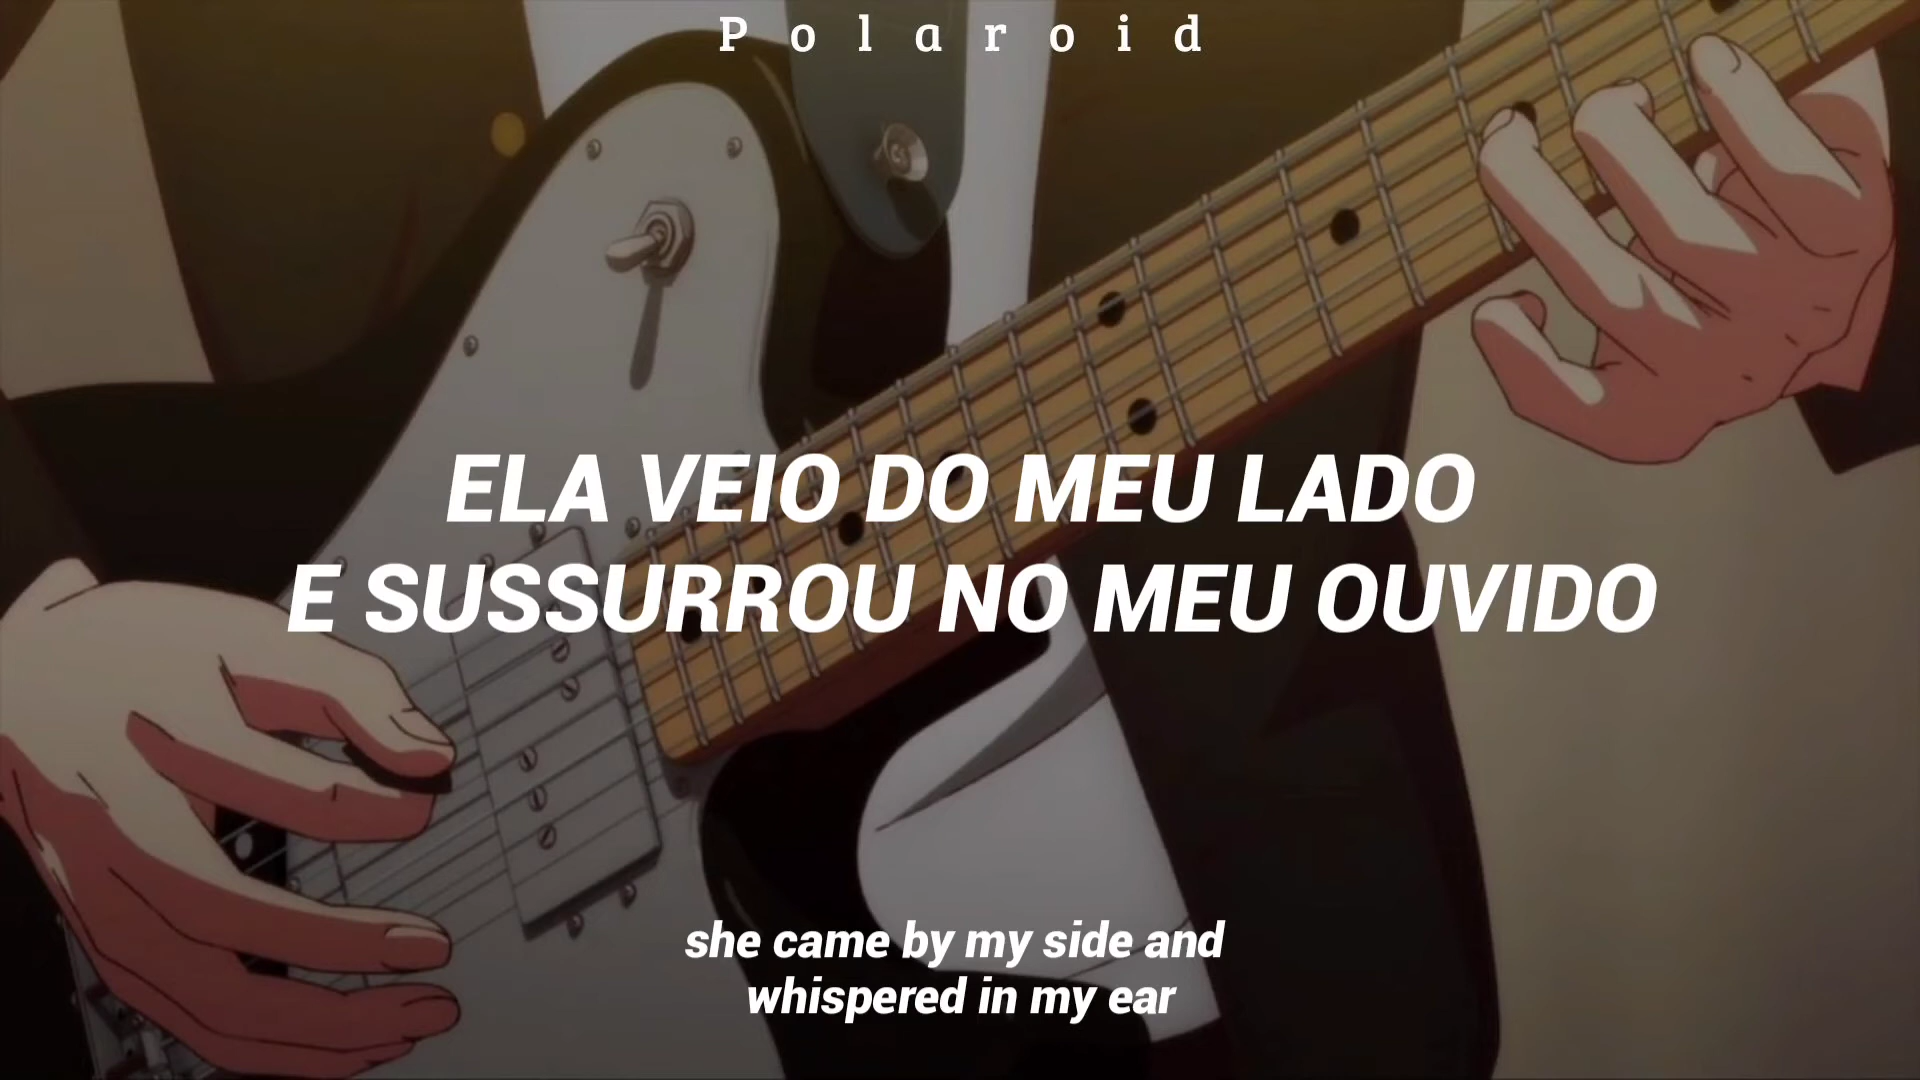 Polaroid
ELA VEIO DO MEU LADO
E SUSSURROU NO MEU OUVIDO
she came by my side and
whispered in my ear